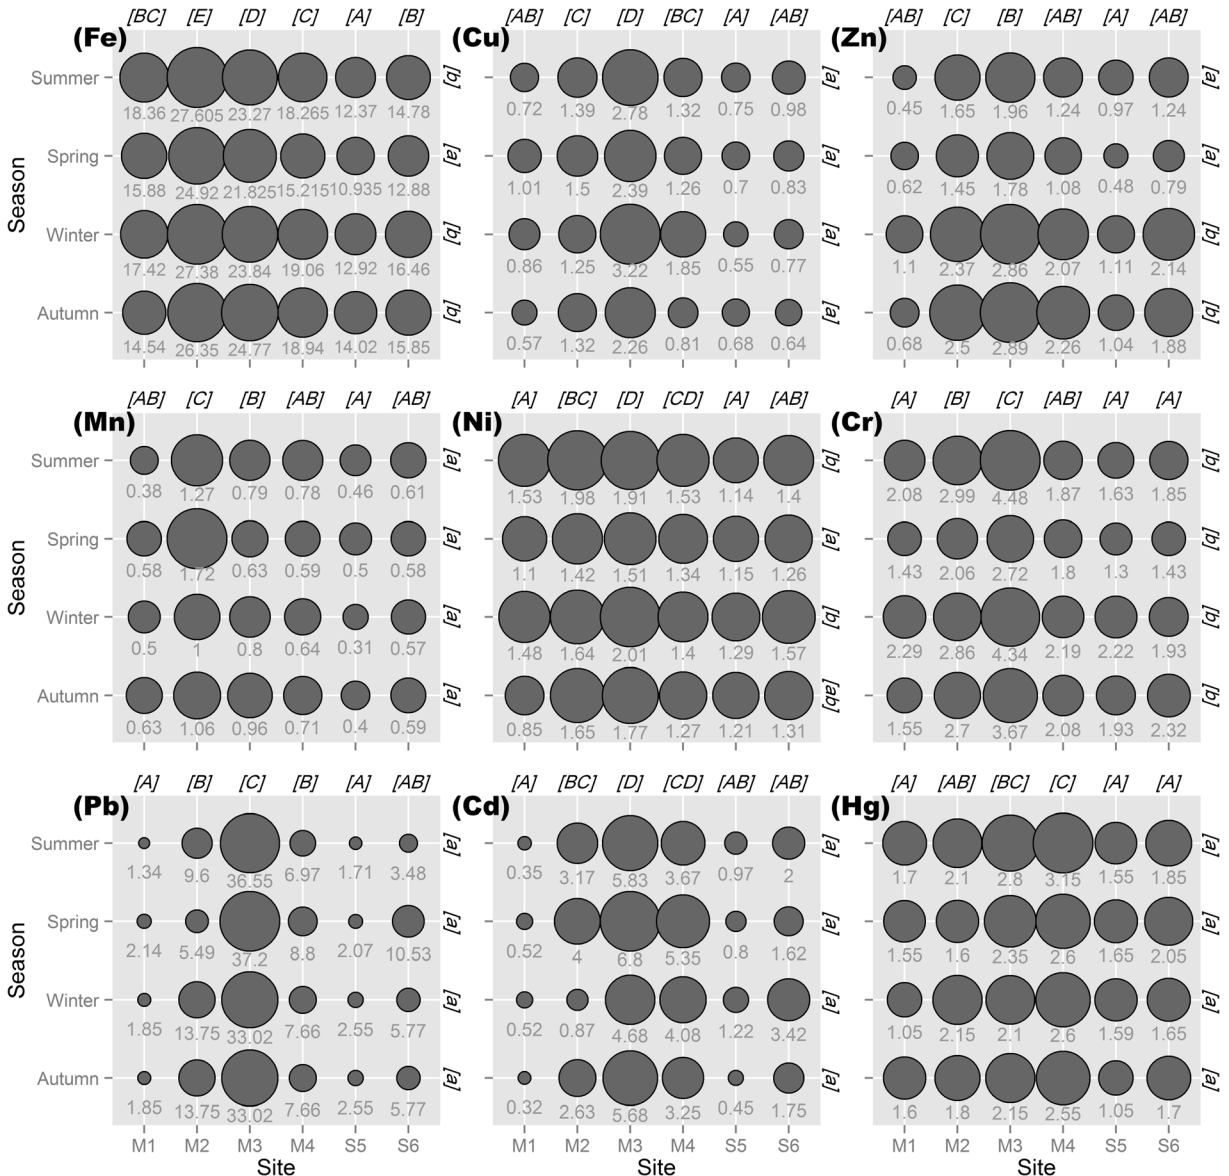 [BC] [E] [D] [C] [A] [B] [AB] [C] [D] [BC] [A] [AB] [AB] [C] [B] [AB] [A] [AB]
(Fe) (Cu) (Zn)
Summer [b] [a] [a]
18.36 27.605 23.27 18.265 12.37 14.78 0.72 1.39 2.78 1.32 0.75 0.98 0.45 1.65 1.96 1.24 0.97 1.24
Spring [a] [a] [a]
15.88 24.92 21.825 15.215 10.935 12.88 1.01 1.5 2.39 1.26 0.7 0.83 0.62 1.45 1.78 1.08 0.48 0.79
Season
Winter [b] [a] [b]
17.42 27.38 23.84 19.06 12.92 16.46 0.86 1.25 3.22 1.85 0.55 0.77 1.1 2.37 2.86 2.07 1.11 2.14
Autumn [b] [a] [b]
14.54 26.35 24.77 18.94 14.02 15.85 0.57 1.32 2.26 0.81 0.68 0.64 0.68 2.5 2.89 2.26 1.04 1.88
[AB] [C] [B] [AB] [A] [AB] [A] [BC] [D] [CD] [A] [AB] [A] [B] [C] [AB] [A] [A]
(Mn) (Ni) (Cr)
Summer [a] [b] [b]
0.38 1.27 0.79 0.78 0.46 0.61 1.53 1.98 1.91 1.53 1.14 1.4 2.08 2.99 4.48 1.87 1.63 1.85
Spring [a] [a] [b]
0.58 1.72 0.63 0.59 0.5 0.58 1.1 1.42 1.51 1.34 1.15 1.26 1.43 2.06 2.72 1.8 1.3 1.43
Season
Winter [a] [b] [b]
0.5 1 0.8 0.64 0.31 0.57 1.48 1.64 2.01 1.4 1.29 1.57 2.29 2.86 4.34 2.19 2.22 1.93
Autumn [a] [ab] [b]
0.63 1.06 0.96 0.71 0.4 0.59 0.85 1.65 1.77 1.27 1.21 1.31 1.55 2.7 3.67 2.08 1.93 2.32
[A] [B] [C] [B] [A] [AB] [A] [BC] [D] [CD] [AB] [AB] [A] [AB] [BC] [C] [A] [A]
(Pb) (Cd) (Hg)
Summer [a] [a] [a]
1.34 9.6 36.55 6.97 1.71 3.48 0.35 3.17 5.83 3.67 0.97 2 1.7 2.1 2.8 3.15 1.55 1.85
Spring [a] [a] [a]
2.14 5.49 37.2 8.8 2.07 10.53 0.52 4 6.8 5.35 0.8 1.62 1.55 1.6 2.35 2.6 1.65 2.05
Season
Winter [a] [a] [a]
1.85 13.75 33.02 7.66 2.55 5.77 0.52 0.87 4.68 4.08 1.22 3.42 1.05 2.15 2.1 2.6 1.59 1.65
Autumn [a] [a] [a]
1.85 13.75 33.02 7.66 2.55 5.77 0.32 2.63 5.68 3.25 0.45 1.75 1.6 1.8 2.15 2.55 1.05 1.7
M1 M2 M3 M4 S5 S6 M1 M2 M3 M4 S5 S6 M1 M2 M3 M4 S5 S6
Site Site Site